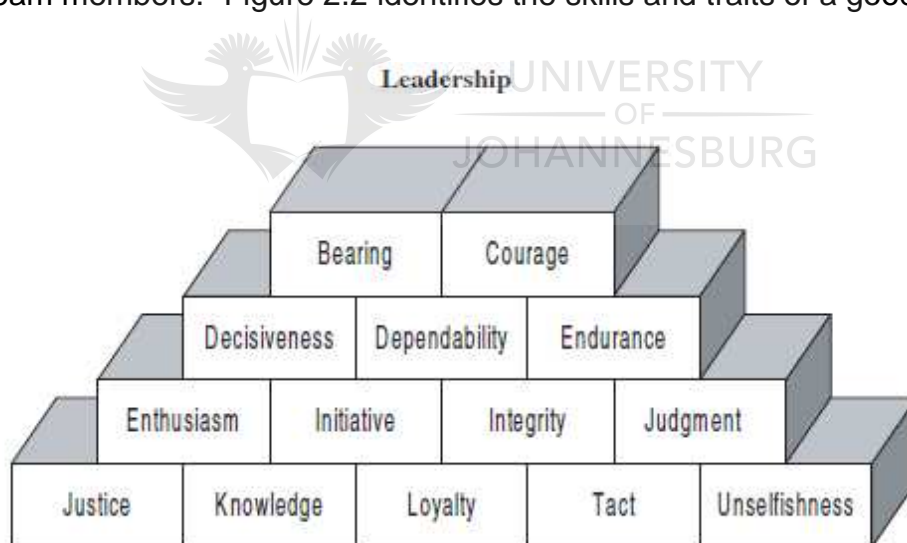 am members. Figure 2.2 identifies the skills and traits of a good
Leadership
UNIVERSITY
OF
JOHANNESBURG
Bearing Courage
Decisiveness Dependability Endurance
Enthusiasm Initiative Integrity Judgment
Justice Knowledge Loyalty Tact Unselfishness